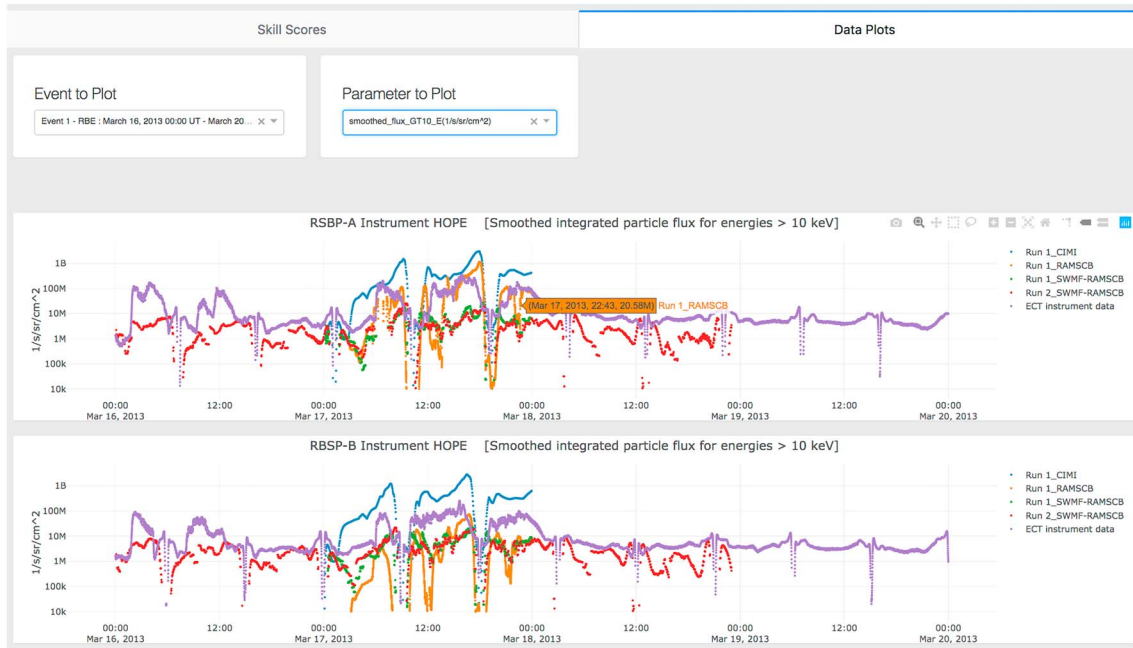 Skill Scores
Data Plots
Event to Plot
Parameter to Plot
Event 1 - RBE : March 16, 2013 00:00 UT - March 20...
smoothed_flux_GT10_E(1/s/sr/cm^2)
RSBP-A Instrument HOPE [Smoothed integrated particle flux for energies > 10 keV]
1B
100M
10M
1M
100k
10k
1/s/sr/cm^2
(Mar 17, 2013, 22:43, 20.58M) Run 1_RAMSCB
Run 1_CIMI
Run 1_RAMSCB
Run 1_SWMF-RAMSCB
Run 2_SWMF-RAMSCB
ECT instrument data
00:00 12:00 00:00 12:00 00:00 12:00 00:00 12:00 00:00
Mar 16, 2013 Mar 17, 2013 Mar 18, 2013 Mar 19, 2013 Mar 20, 2013
RBSP-B Instrument HOPE [Smoothed integrated particle flux for energies > 10 keV]
1B
100M
10M
1M
100k
10k
1/s/sr/cm^2
Run 1_CIMI
Run 1_RAMSCB
Run 1_SWMF-RAMSCB
Run 2_SWMF-RAMSCB
ECT instrument data
00:00 12:00 00:00 12:00 00:00 12:00 00:00 12:00 00:00
Mar 16, 2013 Mar 17, 2013 Mar 18, 2013 Mar 19, 2013 Mar 20, 2013